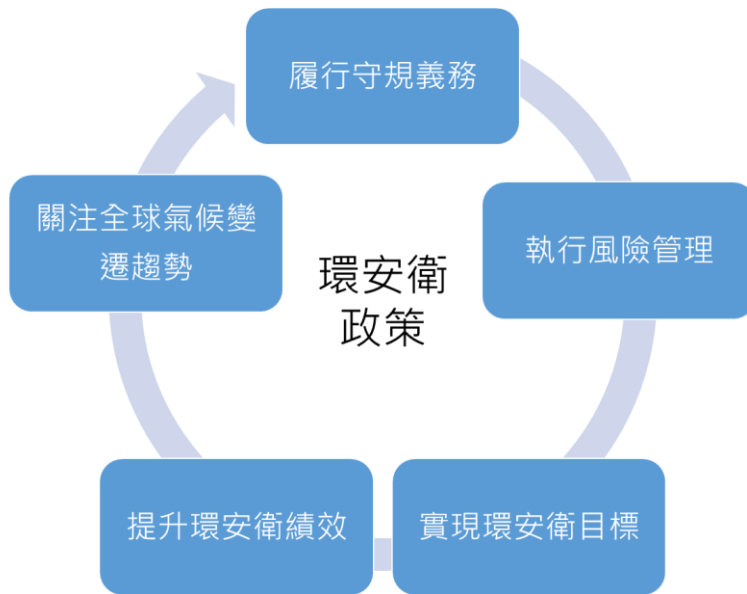 履行守規義務
執行風險管理
實現環安衛目標
提升環安衛績效
關注全球氣候變
遷趨勢
環安衛
政策